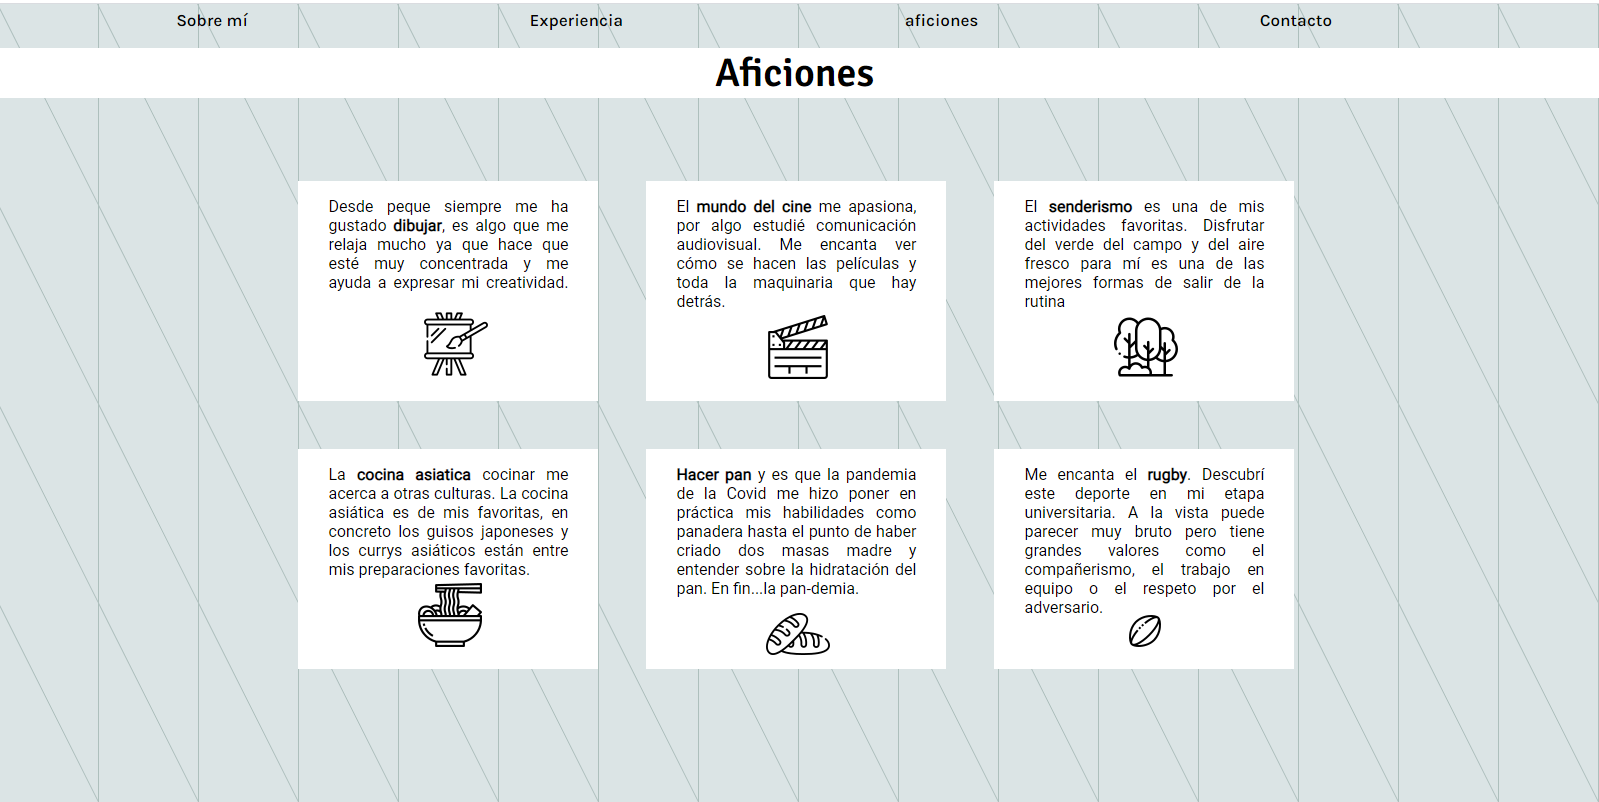 Sobre mí
Experiencia
aficiones
Contacto
Aficiones
Desde peque siempre me ha
gustado dibujar, es algo que me
relaja mucho ya que hace que
esté muy concentrada y me
ayuda a expresar mi creatividad.
El mundo del cine me apasiona,
por algo estudié comunicación
audiovisual. Me encanta ver
cómo se hacen las películas y
toda la maquinaria que hay
detrás.
El senderismo es una de mis
actividades favoritas. Disfrutar
del verde del campo y del aire
fresco para mí es una de las
mejores formas de salir de la
rutina
La cocina asiatica cocinar me
acerca a otras culturas. La cocina
asiática es de mis favoritas, en
concreto los guisos japoneses y
los currys asiáticos están entre
mis preparaciones favoritas.
Hacer pan y es que la pandemia
de la Covid me hizo poner en
práctica mis habilidades como
panadera hasta el punto de haber
criado dos masas madre y
entender sobre la hidratación del
pan. En fin...la pan-demia.
Me encanta el rugby. Descubrí
este deporte en mi etapa
universitaria. A la vista puede
parecer muy bruto pero tiene
grandes valores como el
compañerismo, el trabajo en
equipo o el respeto por el
adversario.